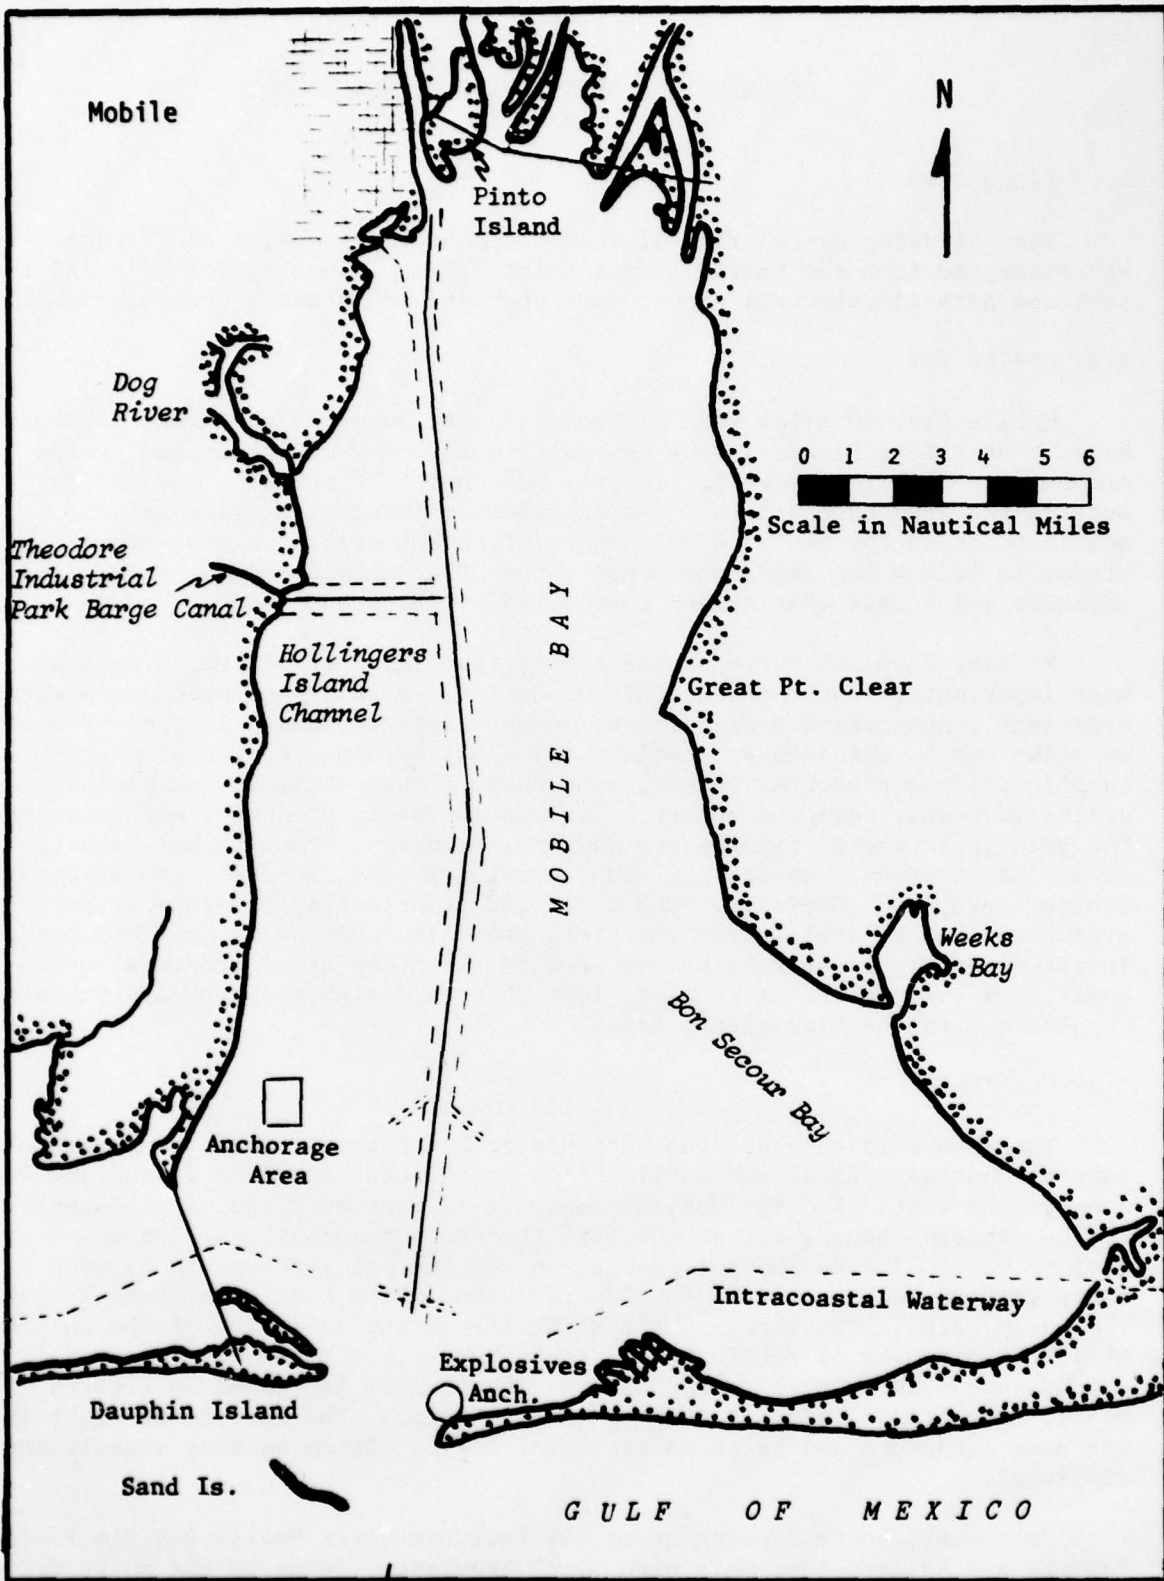 Mobile
N
Pinto
Island
Dog
River
0 1 2 3 4 5 6
Scale in Nautical Miles
Theodore
Industrial
Park Barge Canal
Hollingers
Island
Channel
MOBILE BAY
Great Pt. Clear
Weeks
Bay
Bon Secour Bay
Anchorage
Area
Intracoastal Waterway
Explosives
Anch.
Dauphin Island
Sand Is.
GULF OF MEXICO